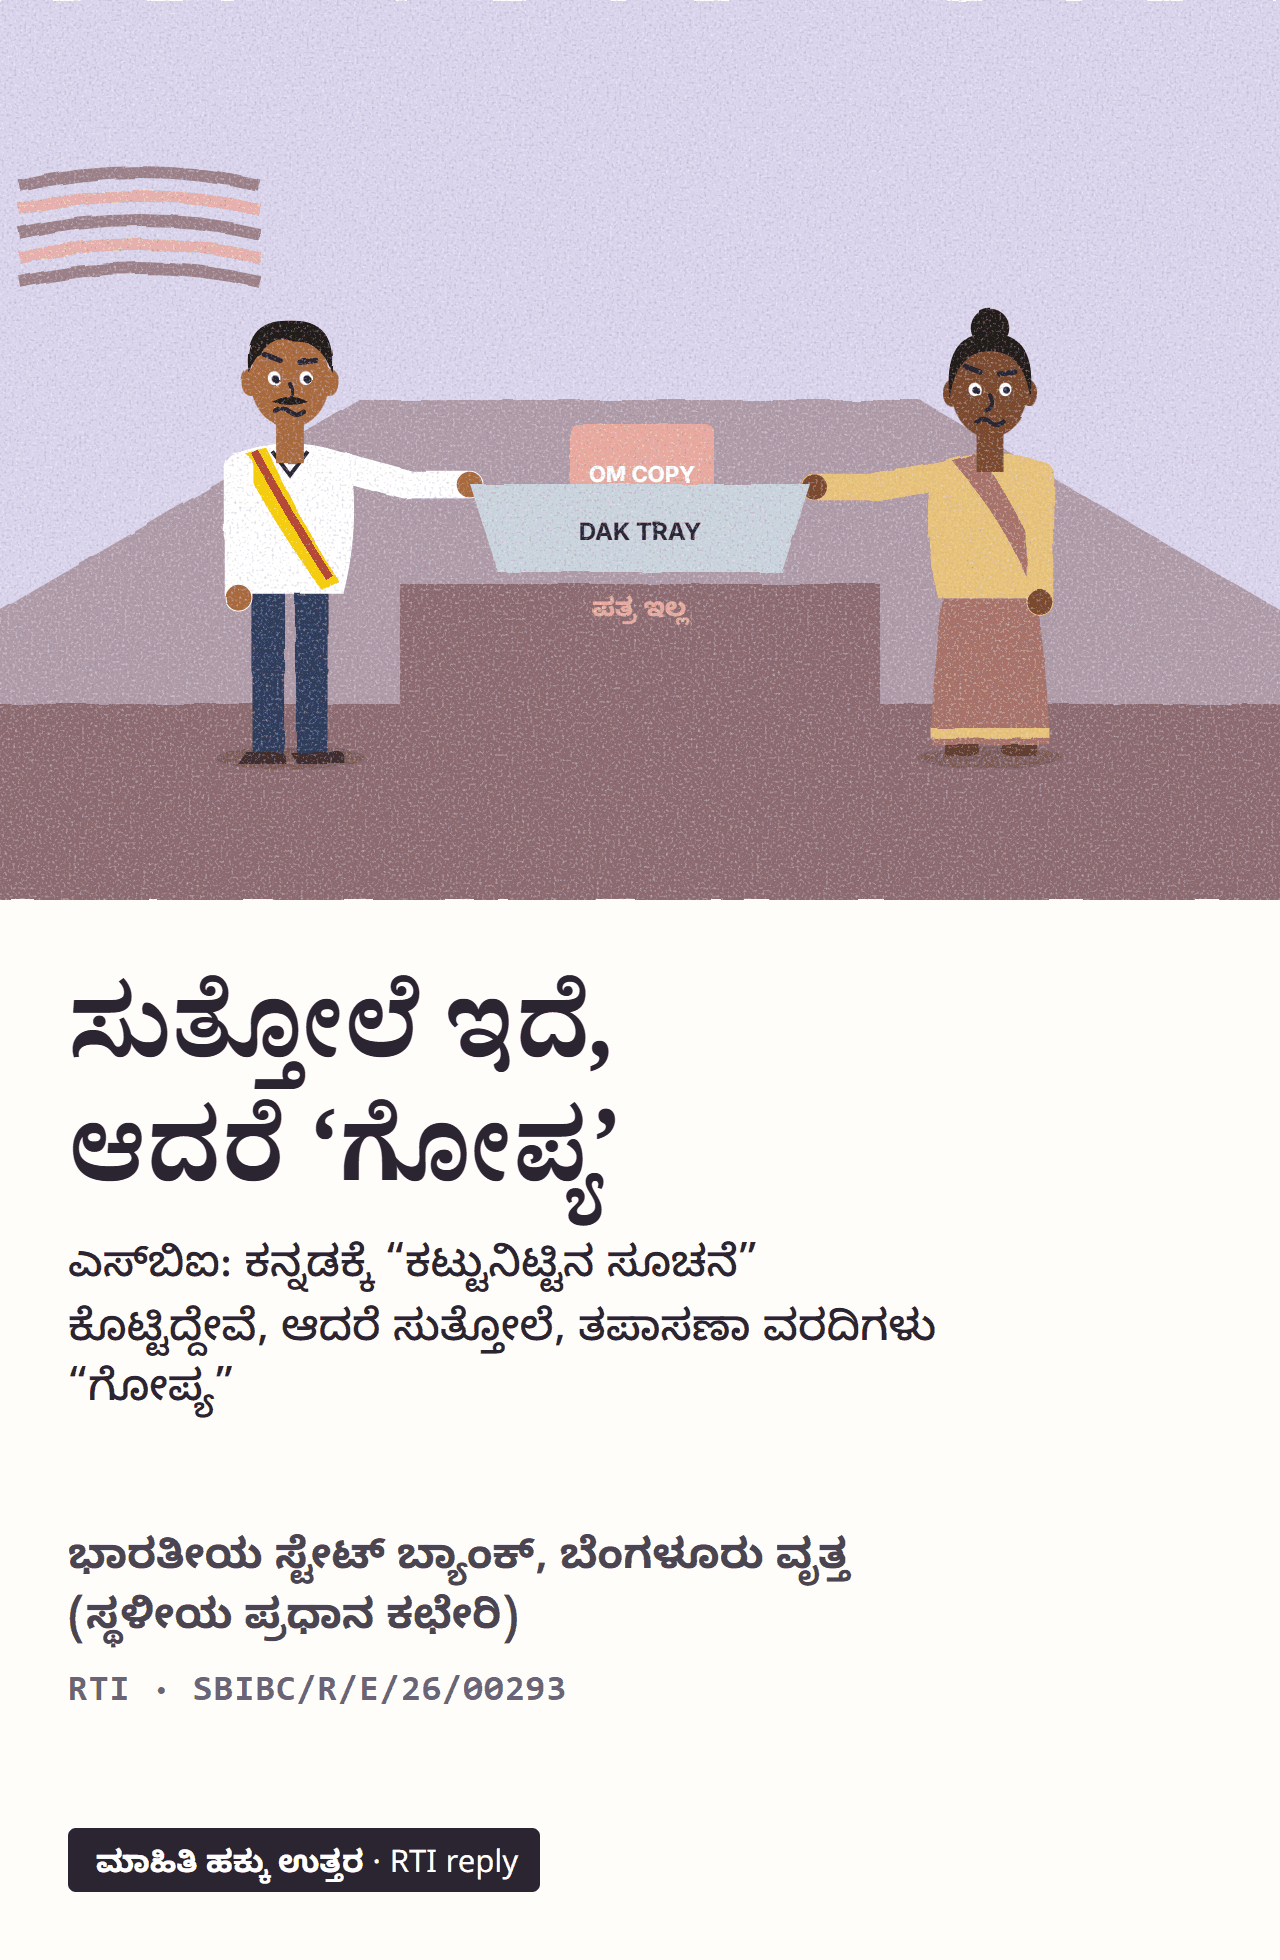 OM COPY
DAK TRAY
ಪತ್ರ ಇಲ್ಲ
ಸುತ್ತೋಲೆ ಇದೆ,
ಆದರೆ ‘ಗೋಪ್ಯ’
ಎಸ್‌ಬಿಐ: ಕನ್ನಡಕ್ಕೆ “ಕಟ್ಟುನಿಟ್ಟಿನ ಸೂಚನೆ”
ಕೊಟ್ಟಿದ್ದೇವೆ, ಆದರೆ ಸುತ್ತೋಲೆ, ತಪಾಸಣಾ ವರದಿಗಳು
“ಗೋಪ್ಯ”
ಭಾರತೀಯ ಸ್ಟೇಟ್ ಬ್ಯಾಂಕ್, ಬೆಂಗಳೂರು ವೃತ್ತ
(ಸ್ಥಳೀಯ ಪ್ರಧಾನ ಕಛೇರಿ)
RTI · SBIBC/R/E/26/00293
ಮಾಹಿತಿ ಹಕ್ಕು ಉತ್ತರ · RTI reply